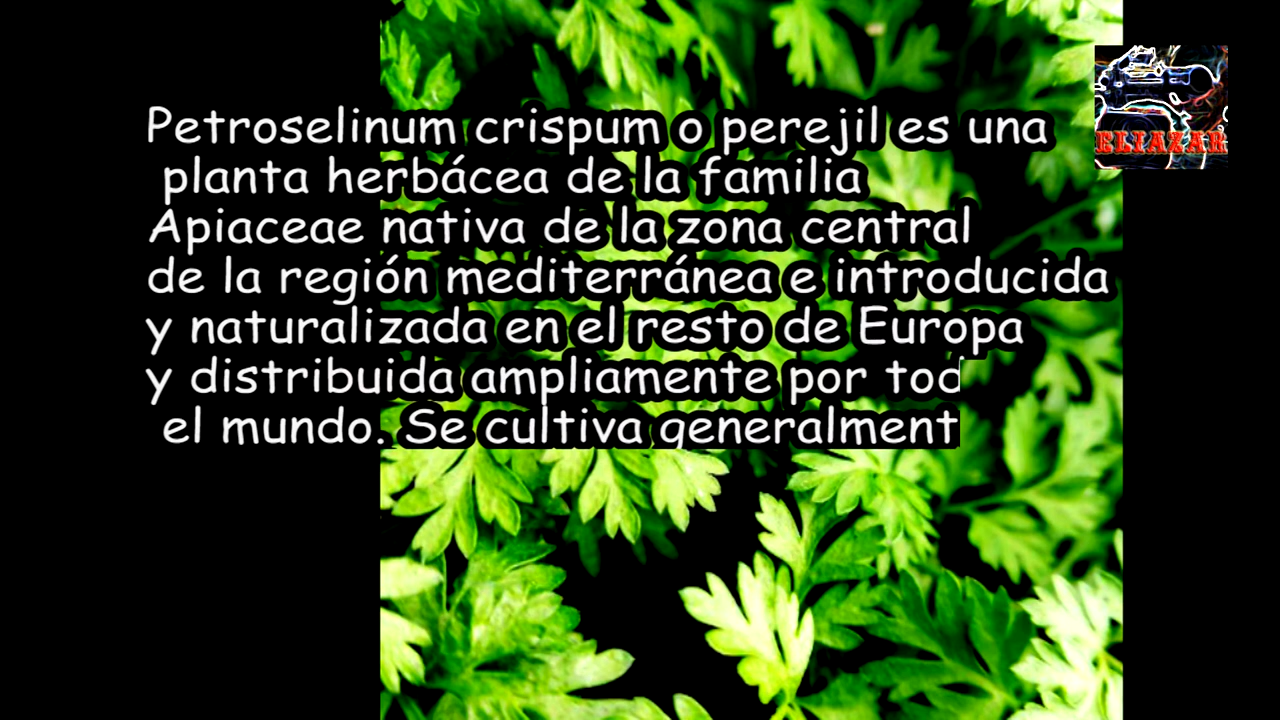 Petroselinum crispum o perejil es una
planta herbácea de la familia
Apiaceae nativa de la zona central
de la región mediterránea e introducida
y naturalizada en el resto de Europa
y distribuida ampliamente por tod
el mundo. Se cultiva generalment
ELIAZAR